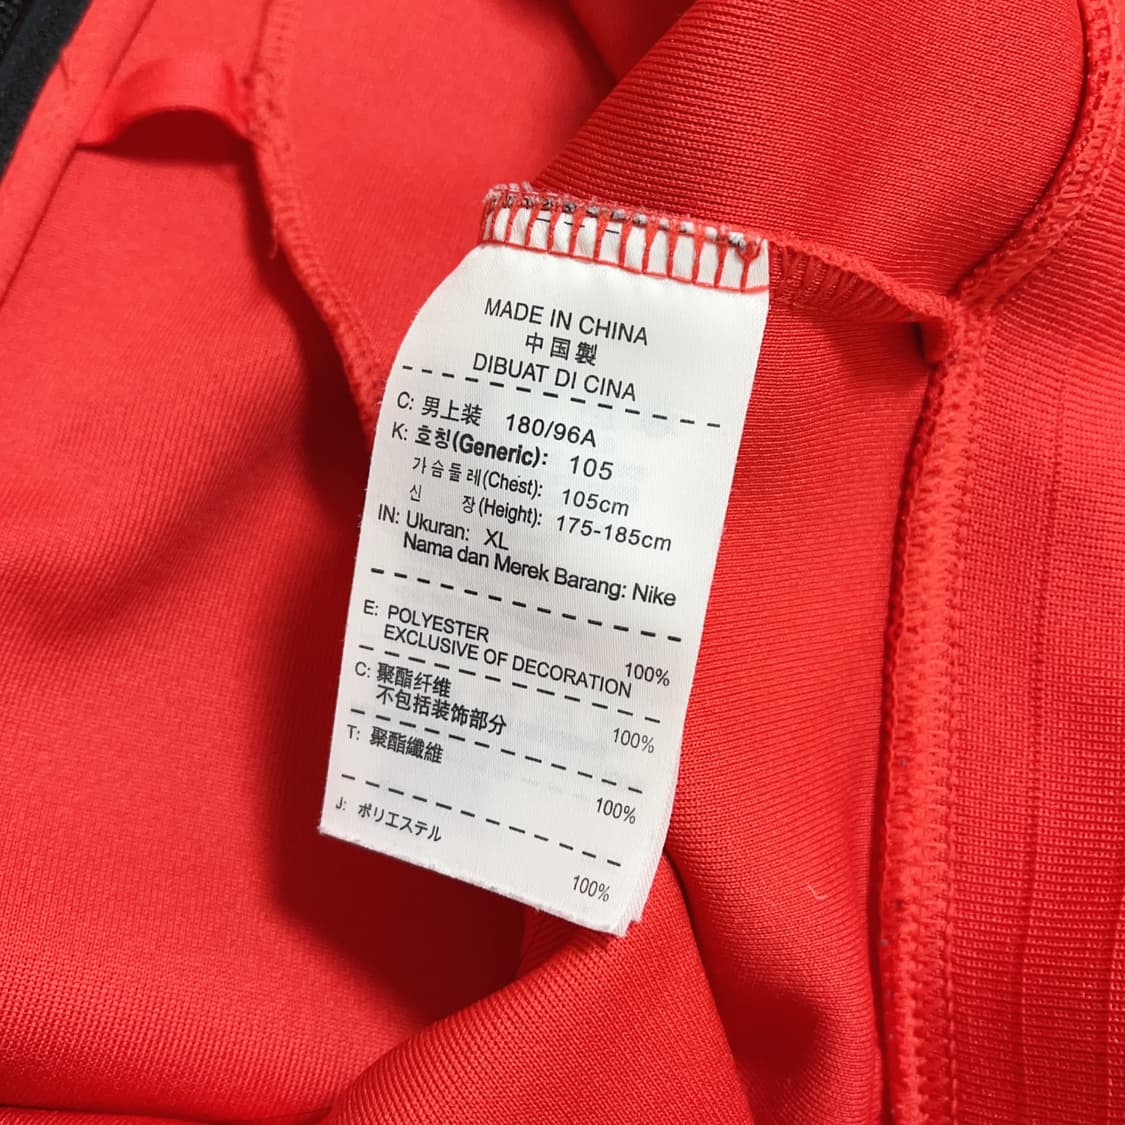 MADE IN CHINA
中国製
DIBUAT DI CINA
C: 男上装 180/96A
K: 호칭(Generic): 105
가슴둘레(Chest): 105cm
신 장(Height): 175-185cm
IN: Ukuran: XL
Nama dan Merek Barang: Nike
E: POLYESTER 100%
EXCLUSIVE OF DECORATION
C: 聚酯纤维 100%
不包括装饰部分
T: 聚酯纖維 100%
J: ポリエステル 100%